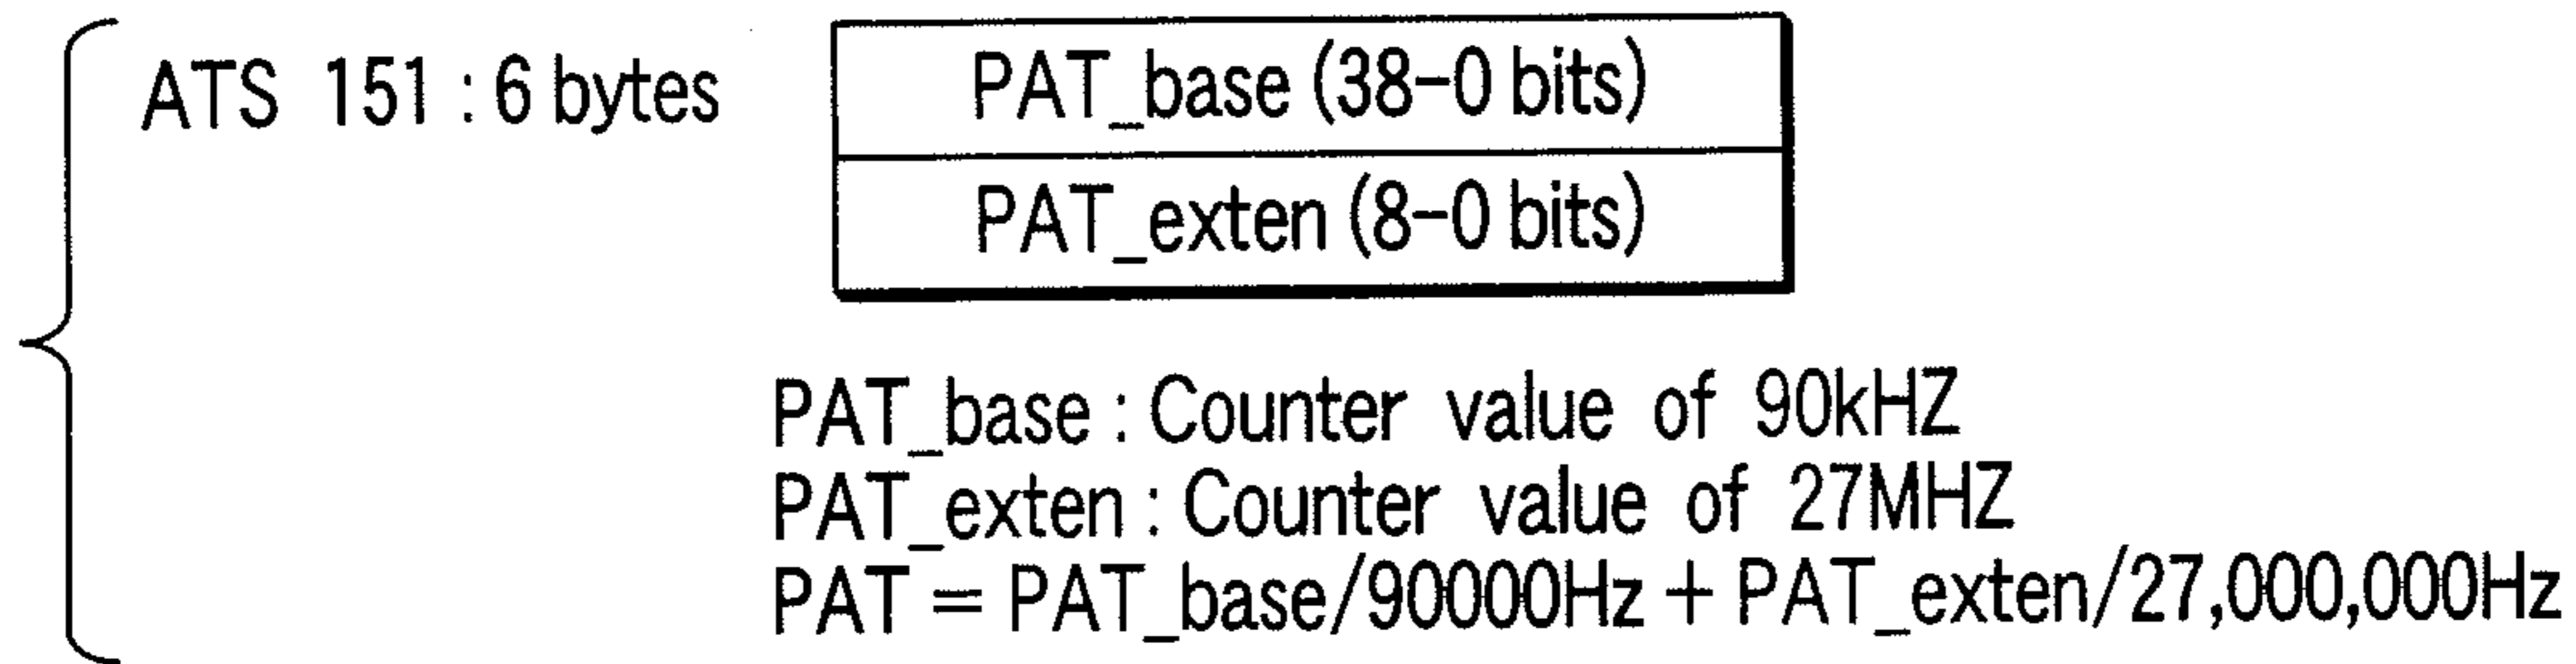 ATS 151 : 6 bytes
PAT_base (38-0 bits)
PAT_exten (8-0 bits)
PAT_base : Counter value of 90kHZ
PAT_exten : Counter value of 27MHZ
PAT = PAT_base/90000Hz + PAT_exten/27,000,000Hz